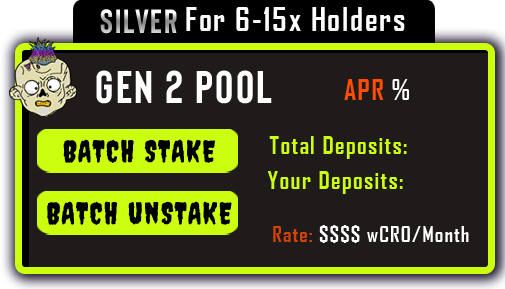 SILVER For 6-15x Holders
GEN 2 POOL
APR %
BATCH STAKE
Total Deposits:
Your Deposits:
BATCH UNSTAKE
Rate: $$$$ wCRO/Month